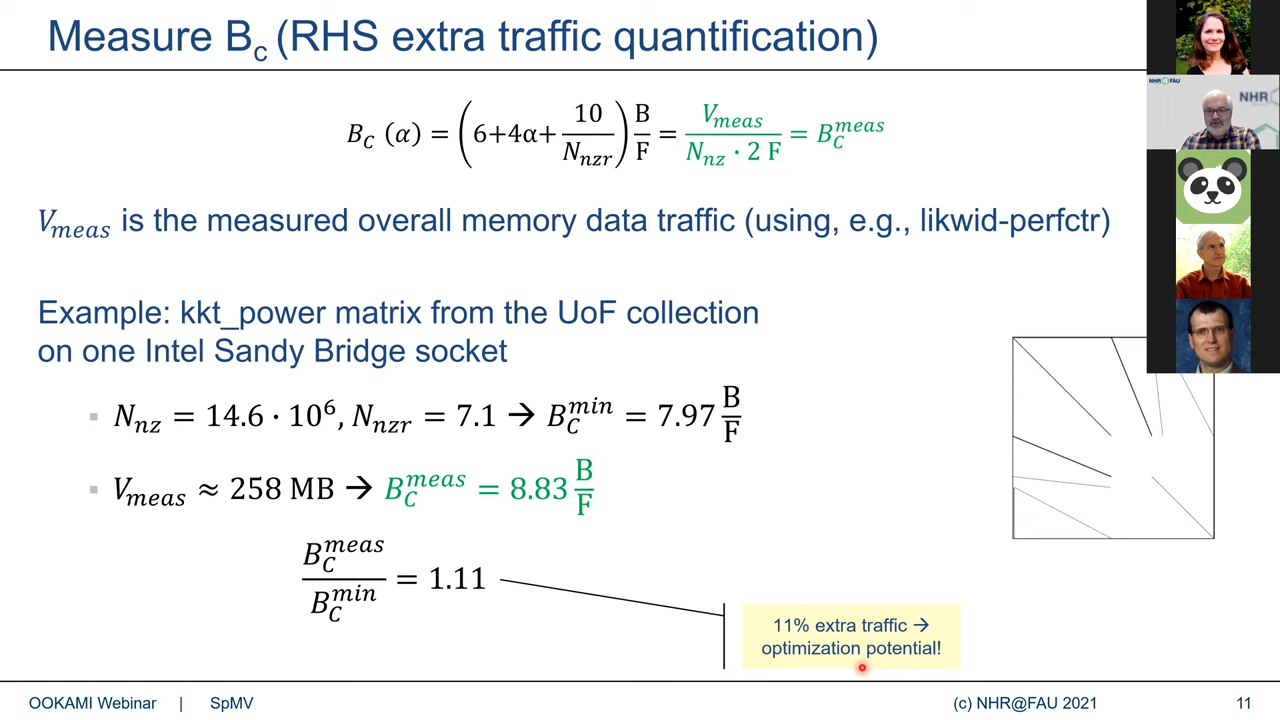 Measure B_c (RHS extra traffic quantification)
B_C (α) = (6+4α+ 10/N_nzr) B/F = V_meas/(N_nz · 2 F) = B_C^meas
V_meas is the measured overall memory data traffic (using, e.g., likwid-perfctr)
Example: kkt_power matrix from the UoF collection
on one Intel Sandy Bridge socket
▪ N_nz = 14.6 · 10^6, N_nzr = 7.1 → B_C^min = 7.97 B/F
▪ V_meas ≈ 258 MB → B_C^meas = 8.83 B/F
B_C^meas/B_C^min = 1.11
11% extra traffic →
optimization potential!
OOKAMI Webinar | SpMV (c) NHR@FAU 2021 11
NHR FAU
NHR